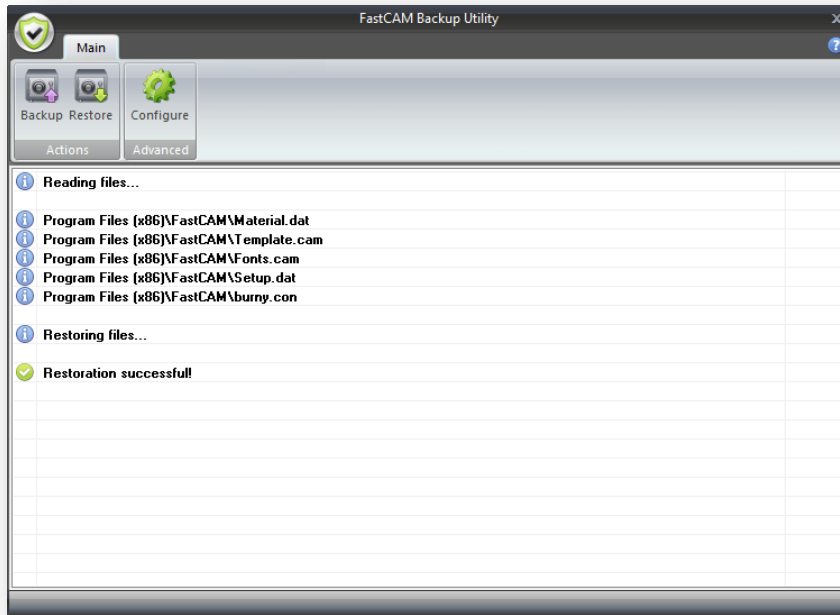 FastCAM Backup Utility
Main
Backup Restore Configure
Actions Advanced
Reading files...
Program Files (x86)\FastCAM\Material.dat
Program Files (x86)\FastCAM\Template.cam
Program Files (x86)\FastCAM\Fonts.cam
Program Files (x86)\FastCAM\Setup.dat
Program Files (x86)\FastCAM\burny.con
Restoring files...
Restoration successful!